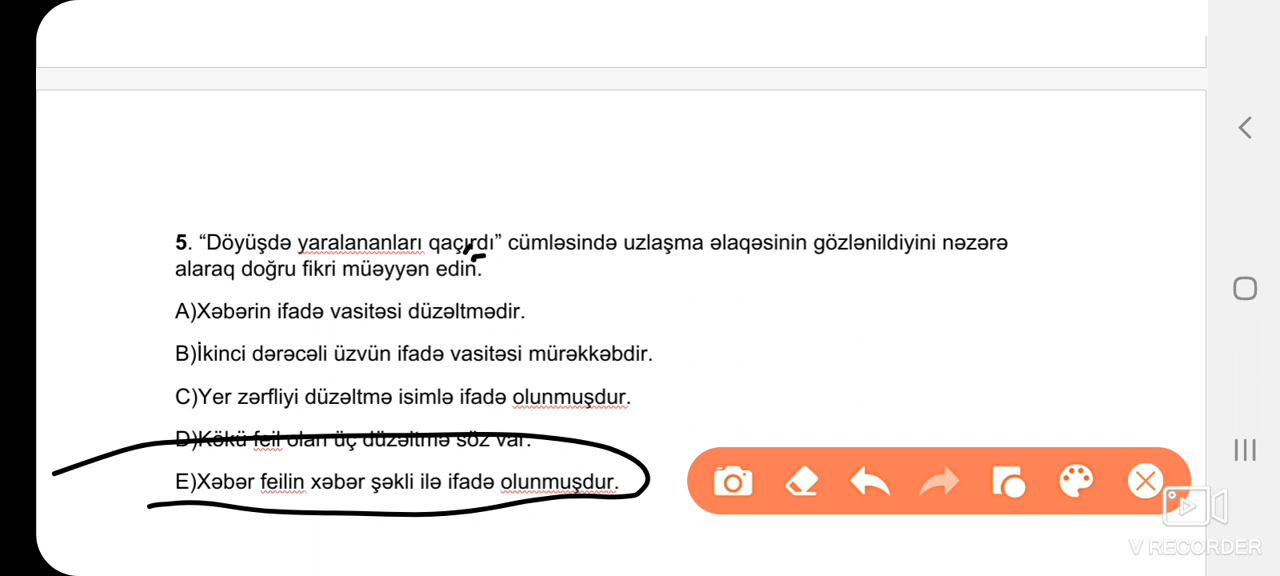 5. “Döyüşdə yaralananları qaçırdı” cümləsində uzlaşma əlaqəsinin gözlənildiyini nəzərə
alaraq doğru fikri müəyyən edin.
A)Xəbərin ifadə vasitəsi düzəltmədir.
B)İkinci dərəcəli üzvün ifadə vasitəsi mürəkkəbdir.
C)Yer zərfliyi düzəltmə isimlə ifadə olunmuşdur.
D)Kökü feil olan üç düzəltmə söz var.
E)Xəbər feilin xəbər şəkli ilə ifadə olunmuşdur.
V RECORDER